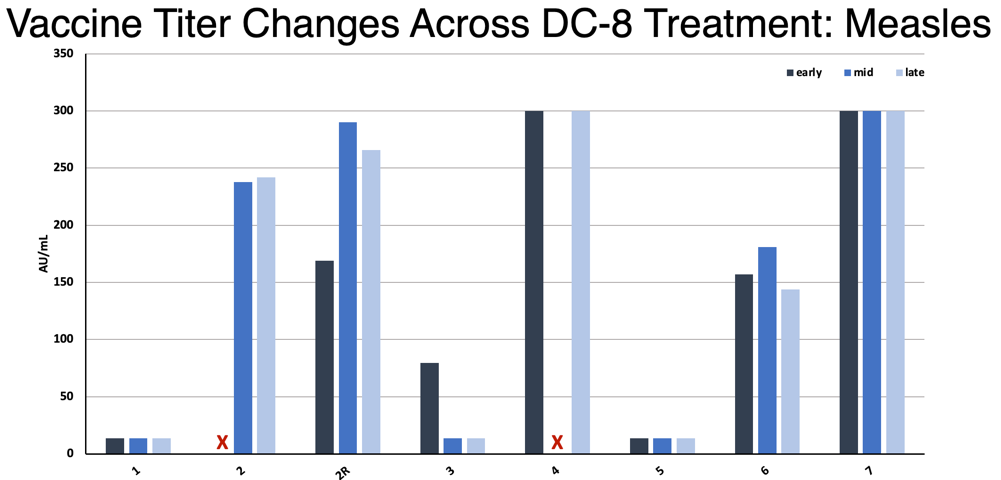 Vaccine Titer Changes Across DC-8 Treatment: Measles
350
early mid late
300
250
200
AU/mL
150
100
50
X X
0
1 2 2R 3 4 5 6 7